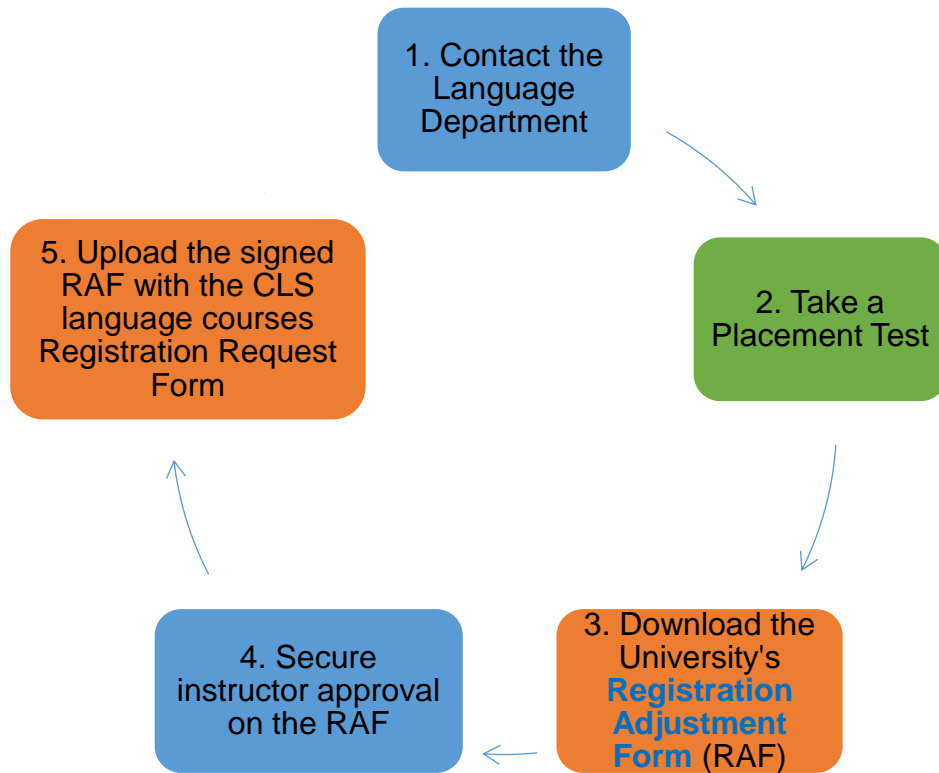 1. Contact the
Language
Department
2. Take a
Placement Test
3. Download the
University's
Registration
Adjustment
Form (RAF)
4. Secure
instructor approval
on the RAF
5. Upload the signed
RAF with the CLS
language courses
Registration Request
Form